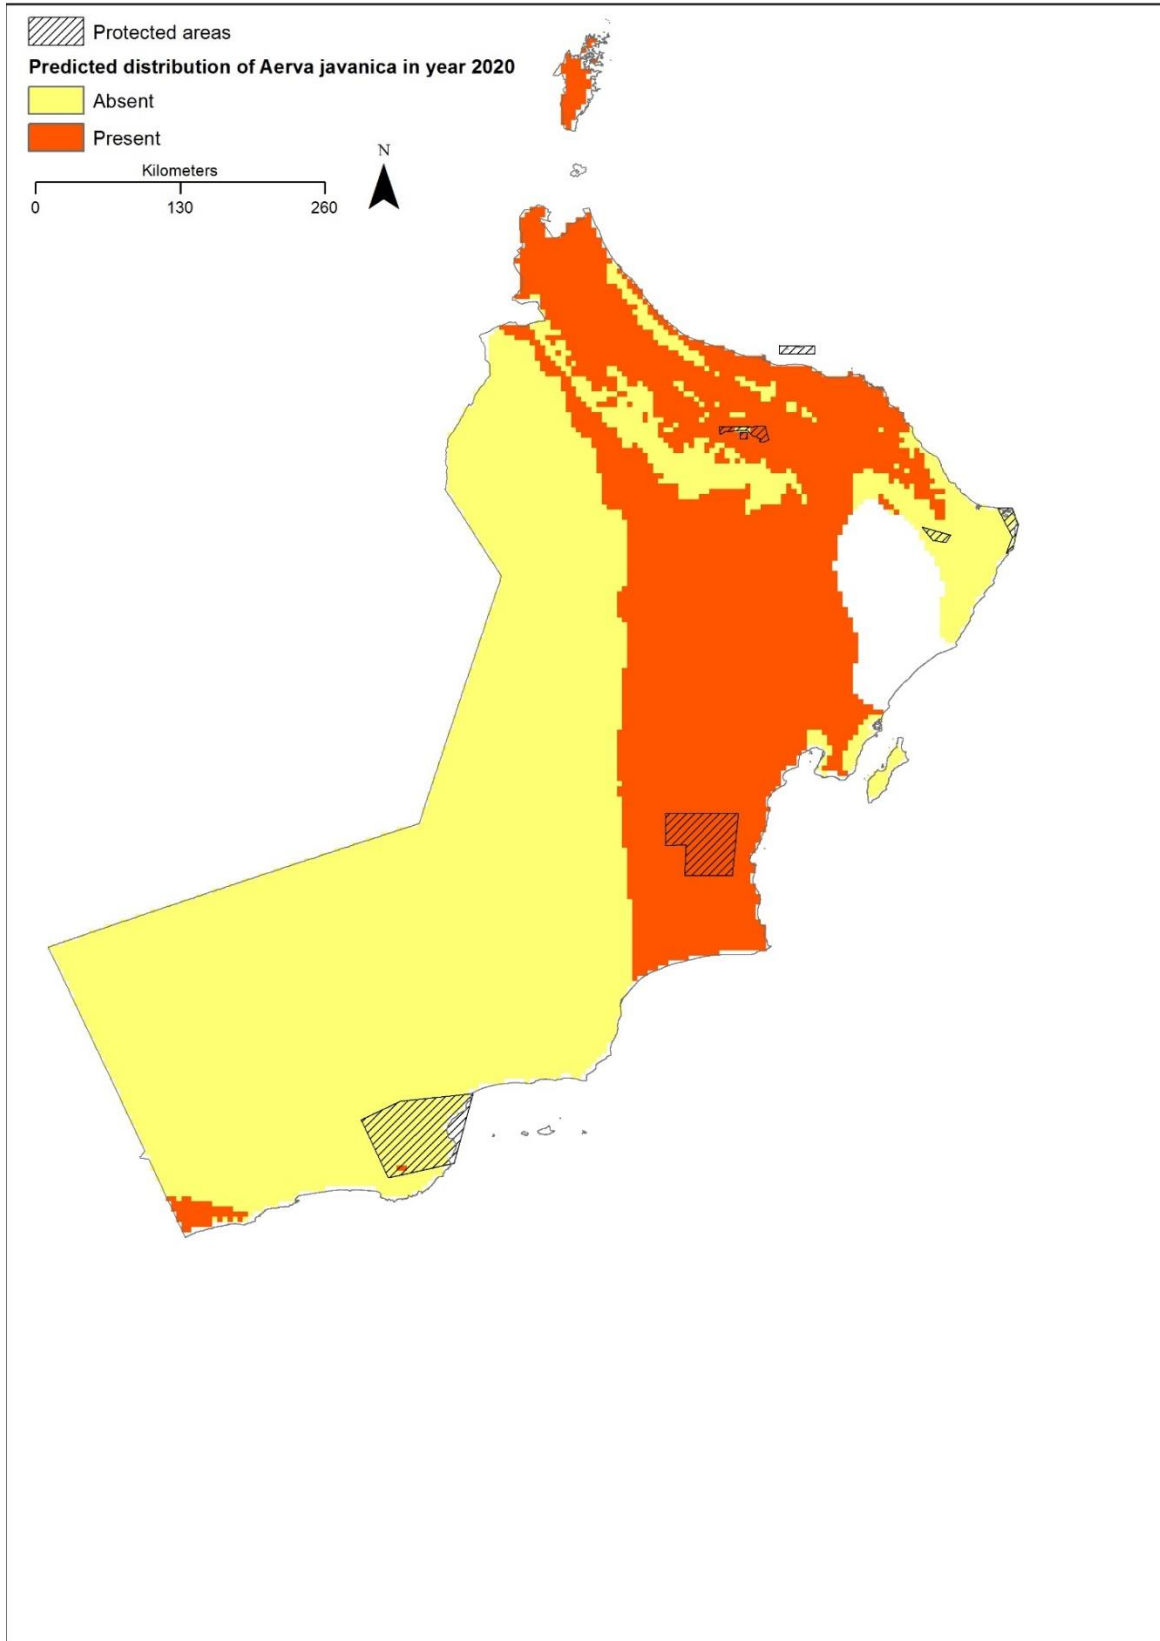 Protected areas
Predicted distribution of Aerva javanica in year 2020
Absent
Present
Kilometers
0 130 260
N